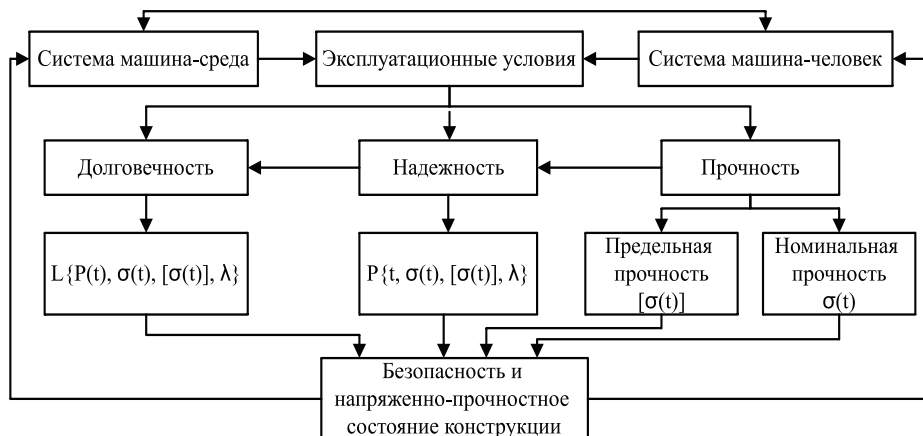 Система машина-среда
Эксплуатационные условия
Система машина-человек
Долговечность
Надежность
Прочность
L{P(t), σ(t), [σ(t)], λ}
P{t, σ(t), [σ(t)], λ}
Предельная
прочность
[σ(t)]
Номинальная
прочность
σ(t)
Безопасность и
напряженно-прочностное
состояние конструкции